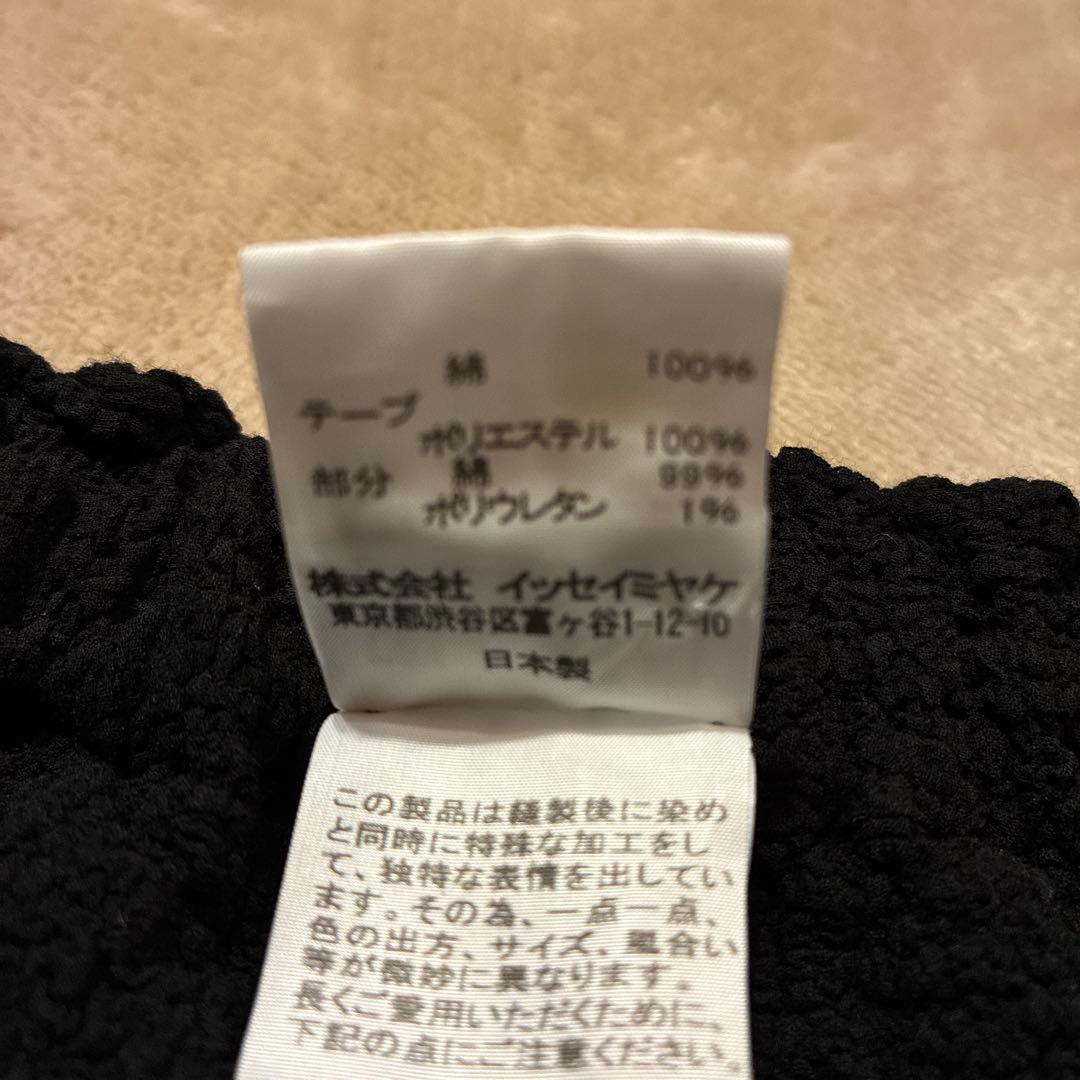 綿 100%
テープ
ポリエステル 100%
部分 綿 99%
ポリウレタン 1%
株式会社 イッセイミヤケ
東京都渋谷区富ヶ谷1-12-10
日本製
この製品は縫製後に染め
と同時に特殊な加工をし
て、独特な表情を出してい
ます。その為、一点一点、
色の出方、サイズ、風合い
等が微妙に異なります。
長くご愛用いただくために、
下記の点にご注意ください。